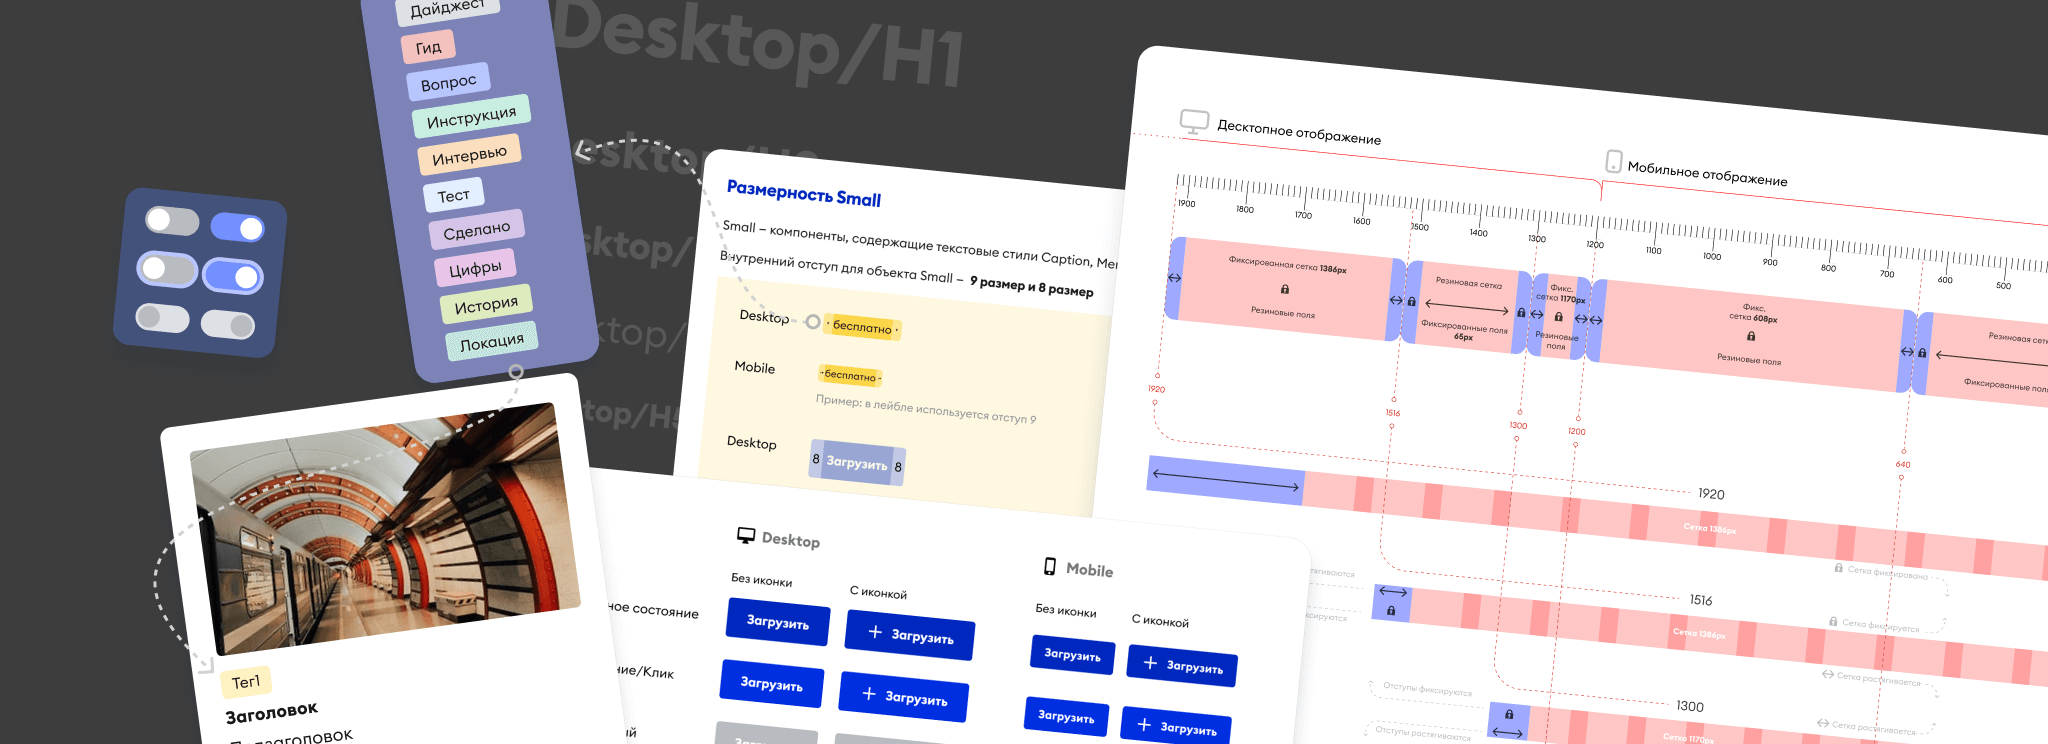 Desktop/H1
Дайджест
Гид
Вопрос
Инструкция
Интервью
Тест
Сделано
Цифры
История
Локация
Тег1
Заголовок
Размерность Small
Small – компоненты, содержащие текстовые стили Caption,
Внутренний отступ для объекта Small – 9 размер и 8 размер
Desktop
бесплатно
Mobile
бесплатно
Пример: в лейбле используется отступ 9
Desktop
8 Загрузить 8
Desktop
Без иконки С иконкой
Загрузить + Загрузить
Загрузить + Загрузить
состояние
Mobile
Без иконки С иконкой
Загрузить + Загрузить
Загрузить + Загрузить
Десктопное отображение
Мобильное отображение
1900 1800 1700 1600 1500 1400 1300 1200 1100 1000 900 800 700 600 500
Фиксированная сетка 1386px
Резиновые поля
Резиновая сетка
Фиксированные поля
65px
Фикс.
сетка 1170px
Резиновые
поля
Фикс.
сетка 608px
Резиновые поля
Резиновая
Фиксированные
1920 1516 1300 1200 640
1920
Сетка 1386px
Сетка фиксирована
1516
Сетка 1386px
Сетка фиксируется
Сетка растягивается
Отступы фиксируются
1300
Сетка 1170px
Сетка растягивается
Отступы растягиваются